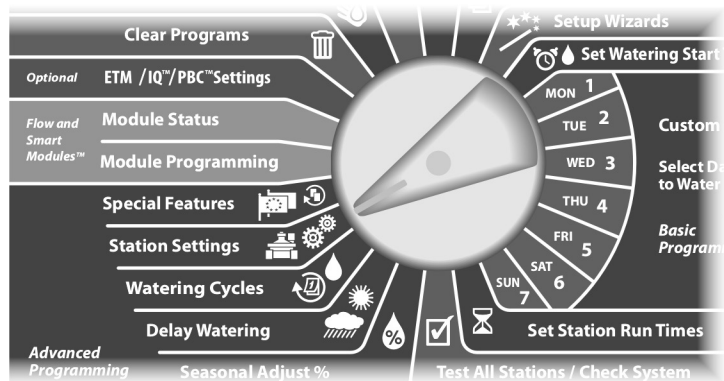 Clear Programs
Optional
ETM /IQ™/PBC™Settings
Flow and
Smart
Modules™
Module Status
Module Programming
Special Features
Station Settings
Watering Cycles
Delay Watering
Advanced
Programming
Seasonal Adjust %
%
Setup Wizards
Set Watering Start
MON 1
TUE 2
WED 3
THU 4
FRI 5
SAT 6
SUN 7
Custom
Select Da
to Water
Basic
Program
Set Station Run Times
Test All Stations / Check System